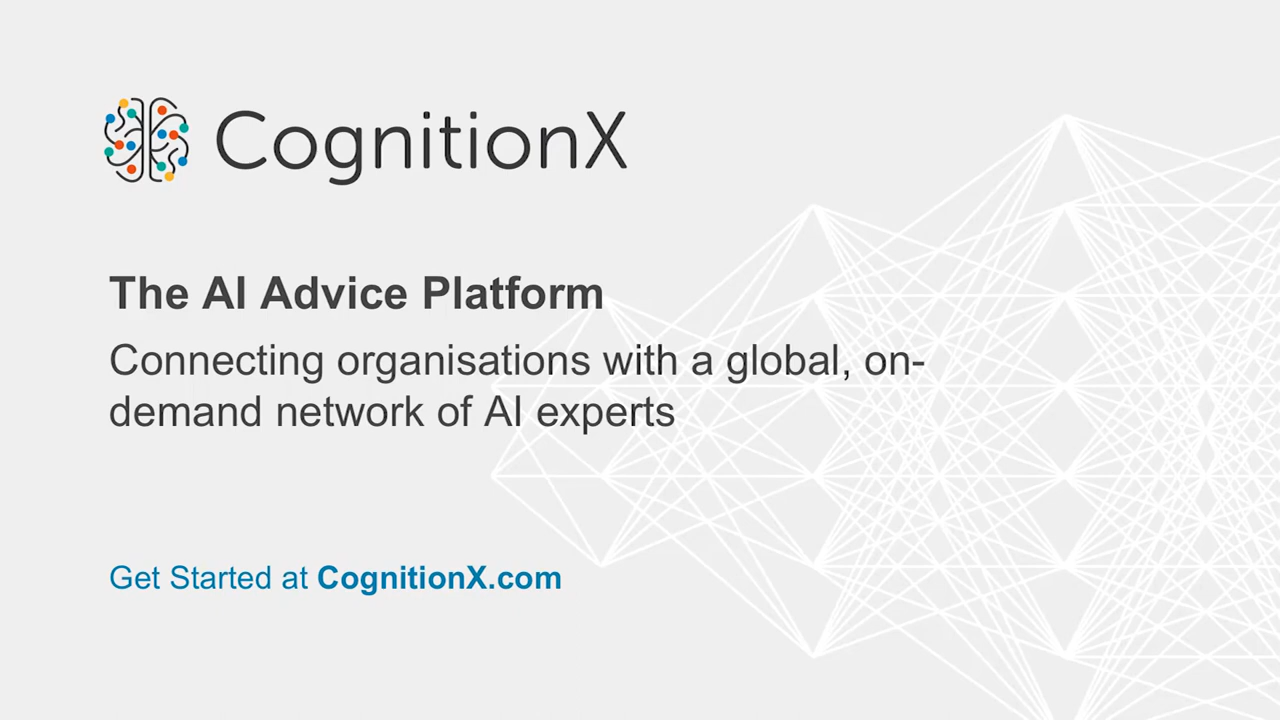 CognitionX
The AI Advice Platform
Connecting organisations with a global, on-
demand network of AI experts
Get Started at CognitionX.com